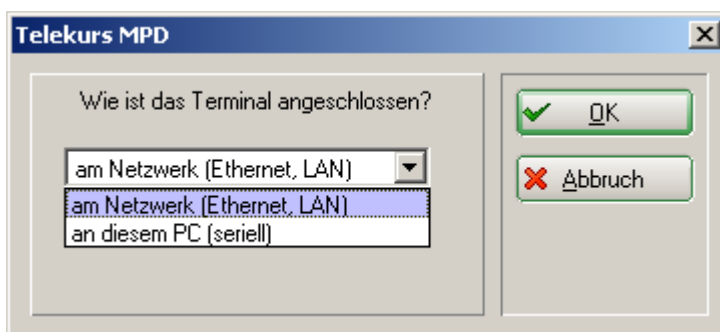 Telekurs MPD
Wie ist das Terminal angeschlossen?
am Netzwerk (Ethernet, LAN)
am Netzwerk (Ethernet, LAN)
an diesem PC (seriell)
OK
Abbruch